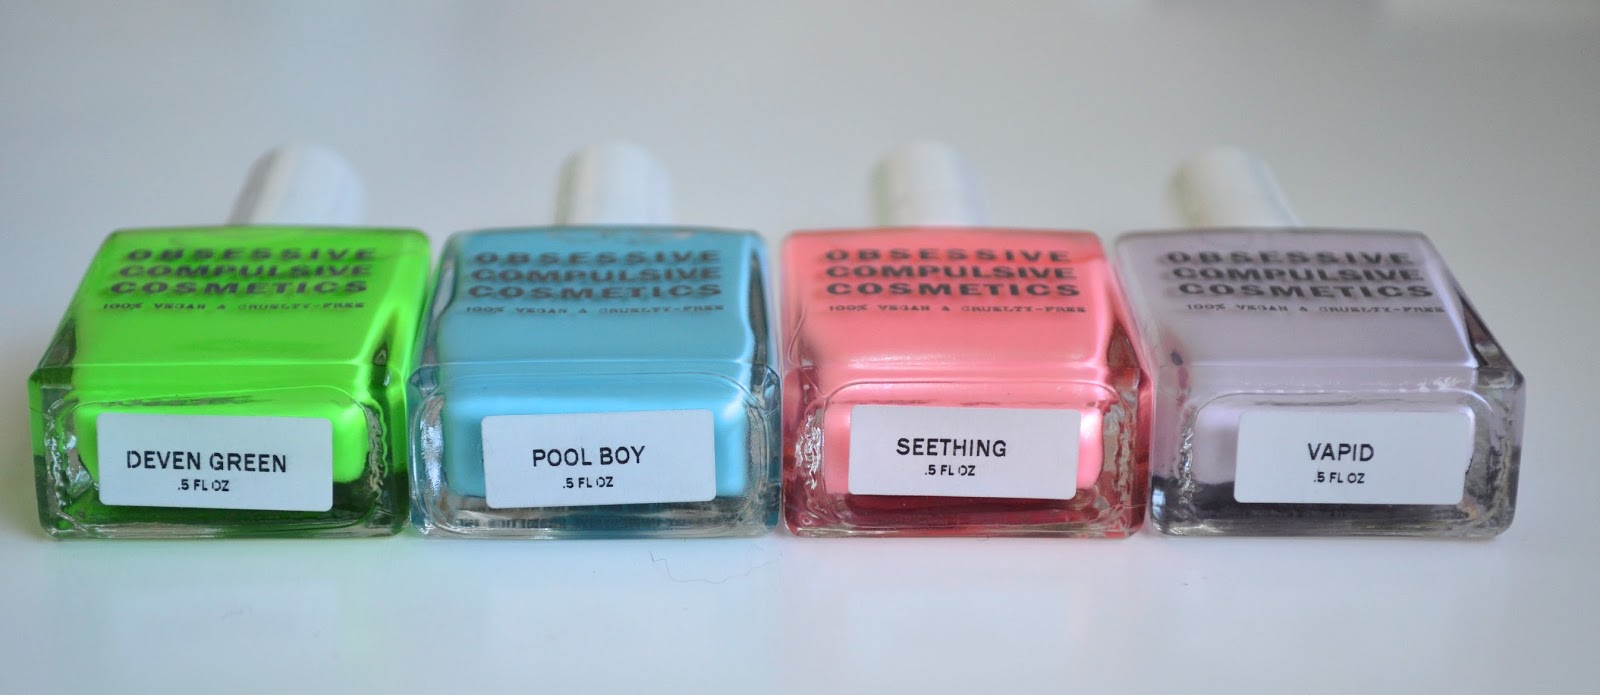 OBSESSIVE
COMPULSIVE
COSMETICS
100% VEGAN & CRUELTY-FREE
DEVEN GREEN
.5 FL OZ
OBSESSIVE
COMPULSIVE
COSMETICS
100% VEGAN & CRUELTY-FREE
POOL BOY
.5 FL OZ
OBSESSIVE
COMPULSIVE
COSMETICS
100% VEGAN & CRUELTY-FREE
SEETHING
.5 FL OZ
OBSESSIVE
COMPULSIVE
COSMETICS
100% VEGAN & CRUELTY-FREE
VAPID
.5 FL OZ